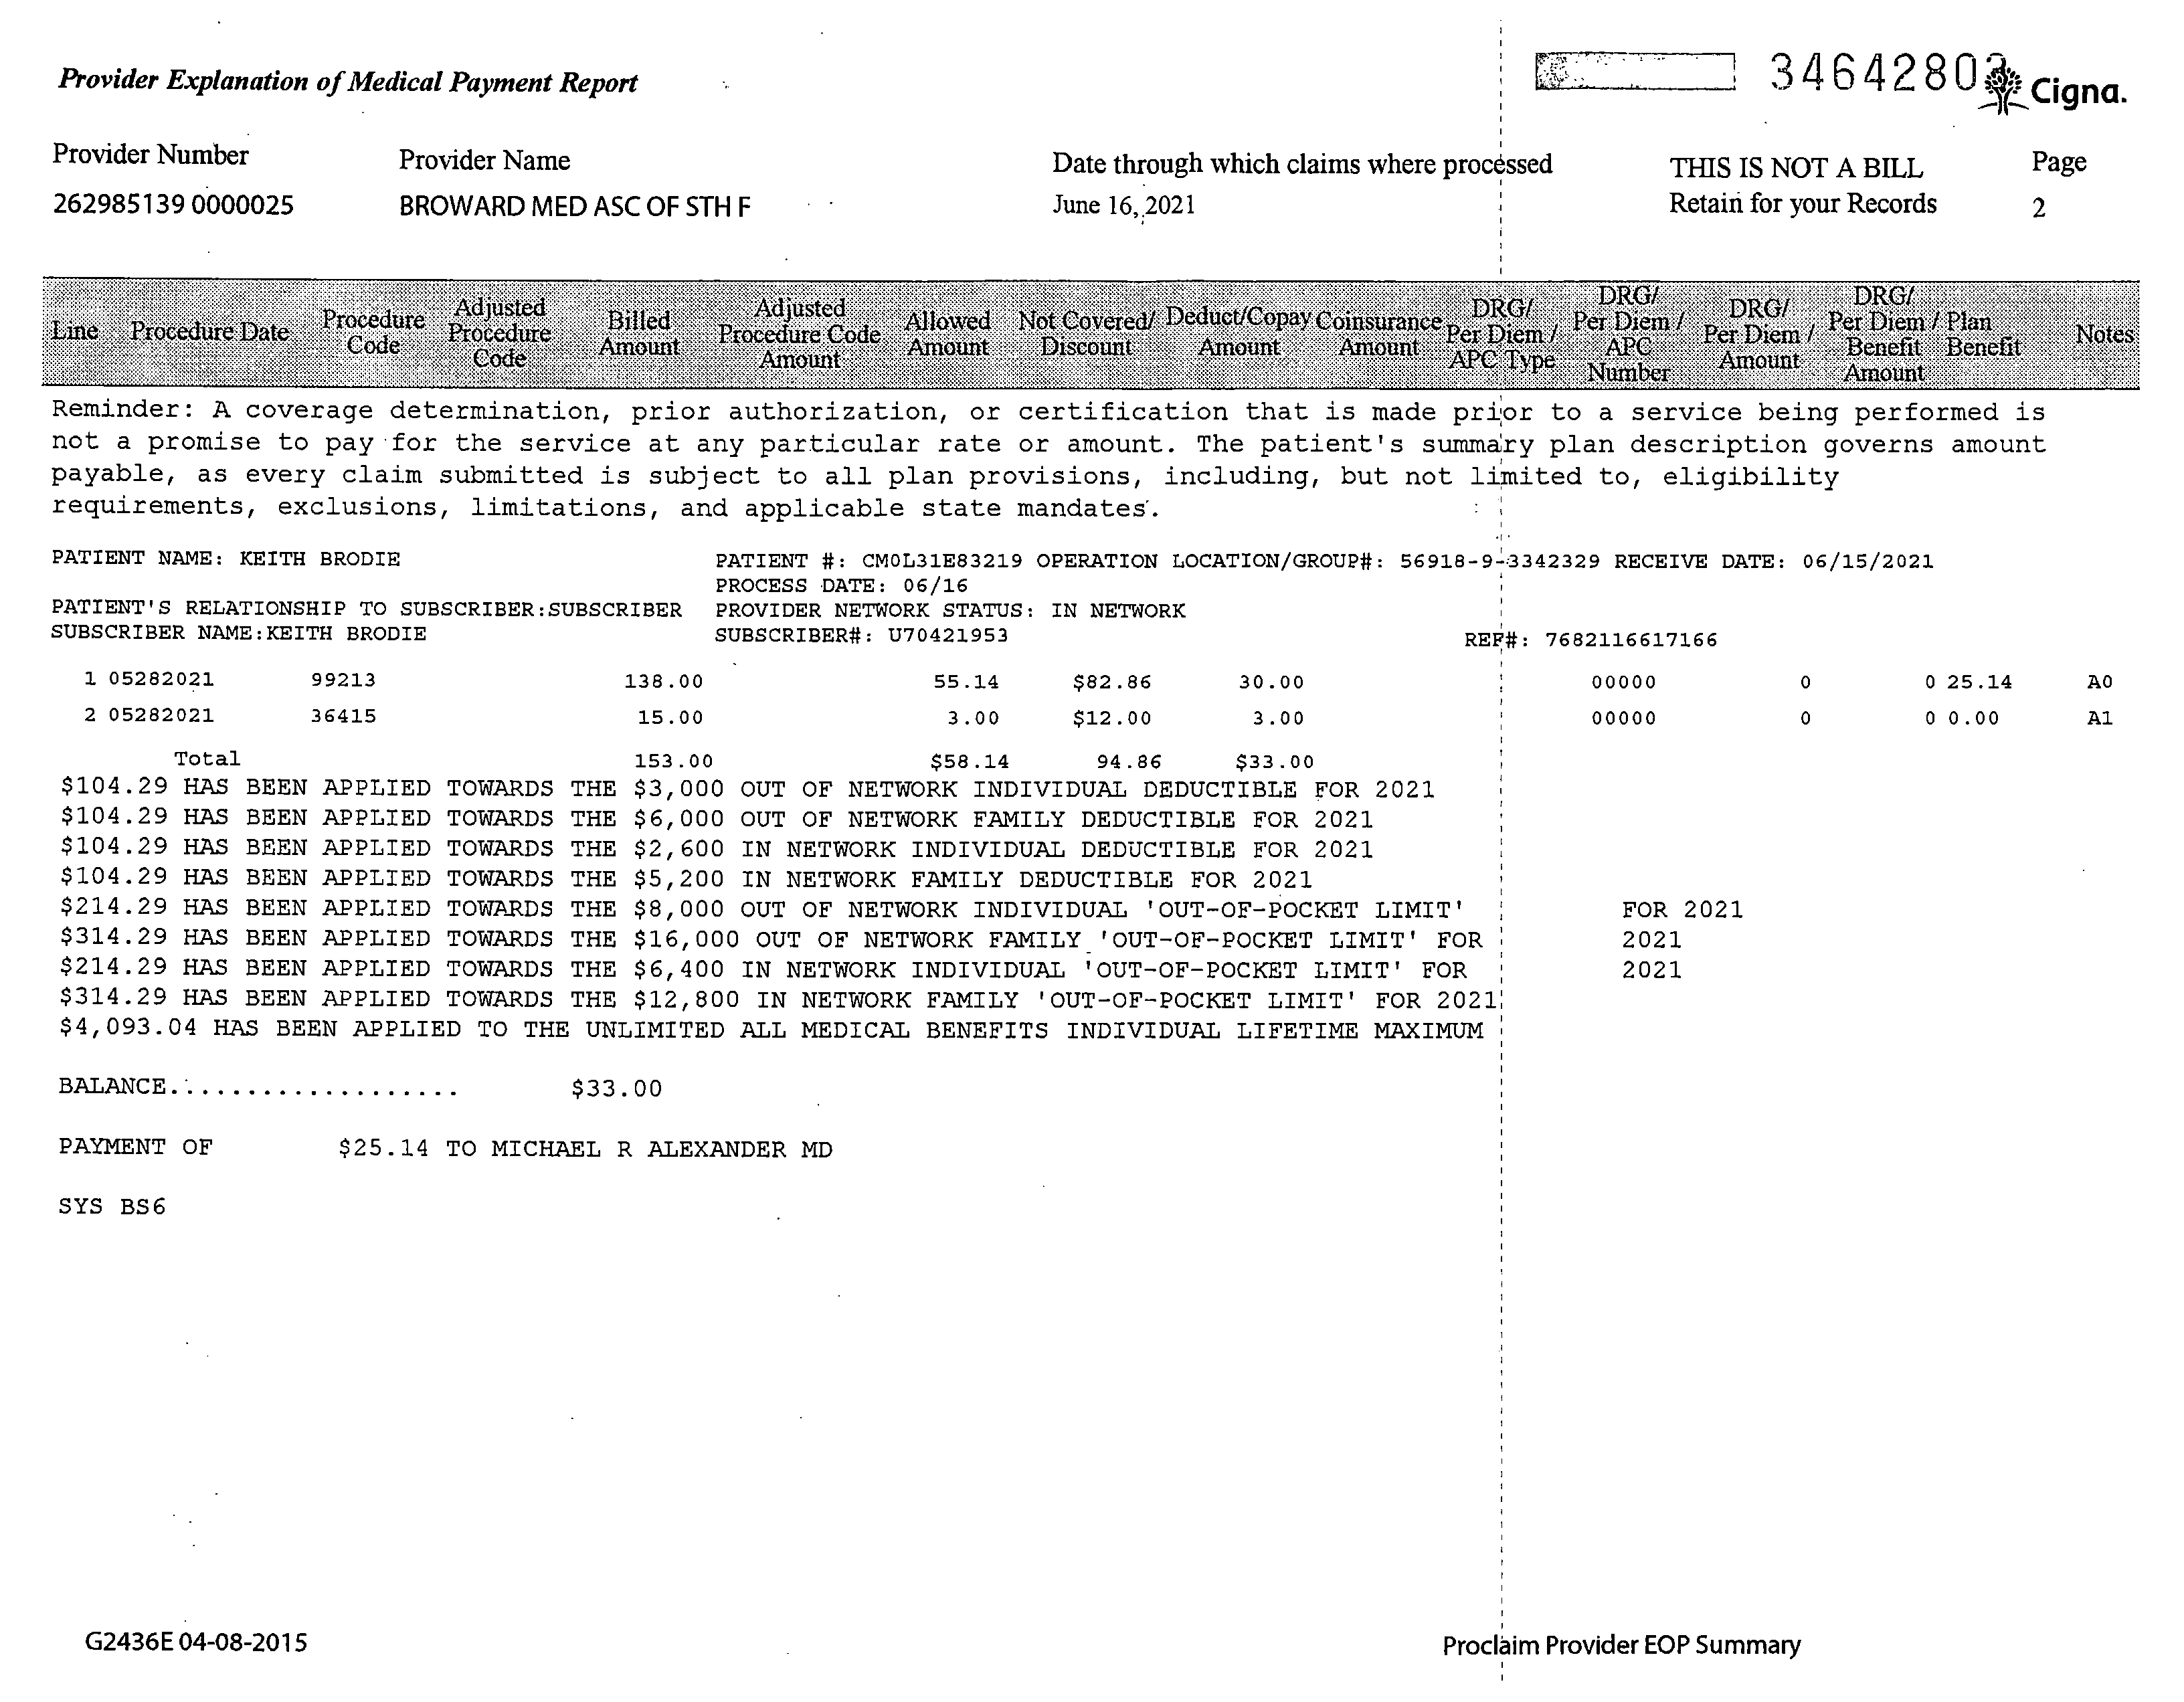 Provider Explanation of Medical Payment Report
34642803 Cigna.
Provider Number Provider Name Date through which claims where processed THIS IS NOT A BILL Page
262985139 0000025 BROWARD MED ASC OF STH F June 16, 2021 Retain for your Records 2
Line Procedure Date Procedure Code Adjusted Procedure Code Billed Amount Adjusted Procedure Code Amount Allowed Amount Not Covered/ Discount Deduct/Copay Amount Coinsurance Amount DRG/ Per Diem / APC Type DRG/ Per Diem / APC Number DRG/ Per Diem / Amount DRG/ Per Diem / Benefit Amount Plan Benefit Notes
Reminder: A coverage determination, prior authorization, or certification that is made prior to a service being performed is
not a promise to pay for the service at any particular rate or amount. The patient's summary plan description governs amount
payable, as every claim submitted is subject to all plan provisions, including, but not limited to, eligibility
requirements, exclusions, limitations, and applicable state mandates.
PATIENT NAME: KEITH BRODIE PATIENT #: CM0L31E83219 OPERATION LOCATION/GROUP#: 56918-9-3342329 RECEIVE DATE: 06/15/2021
PROCESS DATE: 06/16
PATIENT'S RELATIONSHIP TO SUBSCRIBER:SUBSCRIBER PROVIDER NETWORK STATUS: IN NETWORK
SUBSCRIBER NAME:KEITH BRODIE SUBSCRIBER#: U70421953 REF#: 7682116617166
1 05282021 99213 138.00 55.14 $82.86 30.00 00000 0 0 25.14 A0
2 05282021 36415 15.00 3.00 $12.00 3.00 00000 0 0 0.00 A1
Total 153.00 $58.14 94.86 $33.00
$104.29 HAS BEEN APPLIED TOWARDS THE $3,000 OUT OF NETWORK INDIVIDUAL DEDUCTIBLE FOR 2021
$104.29 HAS BEEN APPLIED TOWARDS THE $6,000 OUT OF NETWORK FAMILY DEDUCTIBLE FOR 2021
$104.29 HAS BEEN APPLIED TOWARDS THE $2,600 IN NETWORK INDIVIDUAL DEDUCTIBLE FOR 2021
$104.29 HAS BEEN APPLIED TOWARDS THE $5,200 IN NETWORK FAMILY DEDUCTIBLE FOR 2021
$214.29 HAS BEEN APPLIED TOWARDS THE $8,000 OUT OF NETWORK INDIVIDUAL 'OUT-OF-POCKET LIMIT' FOR 2021
$314.29 HAS BEEN APPLIED TOWARDS THE $16,000 OUT OF NETWORK FAMILY 'OUT-OF-POCKET LIMIT' FOR 2021
$214.29 HAS BEEN APPLIED TOWARDS THE $6,400 IN NETWORK INDIVIDUAL 'OUT-OF-POCKET LIMIT' FOR 2021
$314.29 HAS BEEN APPLIED TOWARDS THE $12,800 IN NETWORK FAMILY 'OUT-OF-POCKET LIMIT' FOR 2021
$4,093.04 HAS BEEN APPLIED TO THE UNLIMITED ALL MEDICAL BENEFITS INDIVIDUAL LIFETIME MAXIMUM
BALANCE................... $33.00
PAYMENT OF $25.14 TO MICHAEL R ALEXANDER MD
SYS BS6
G2436E 04-08-2015 Proclaim Provider EOP Summary